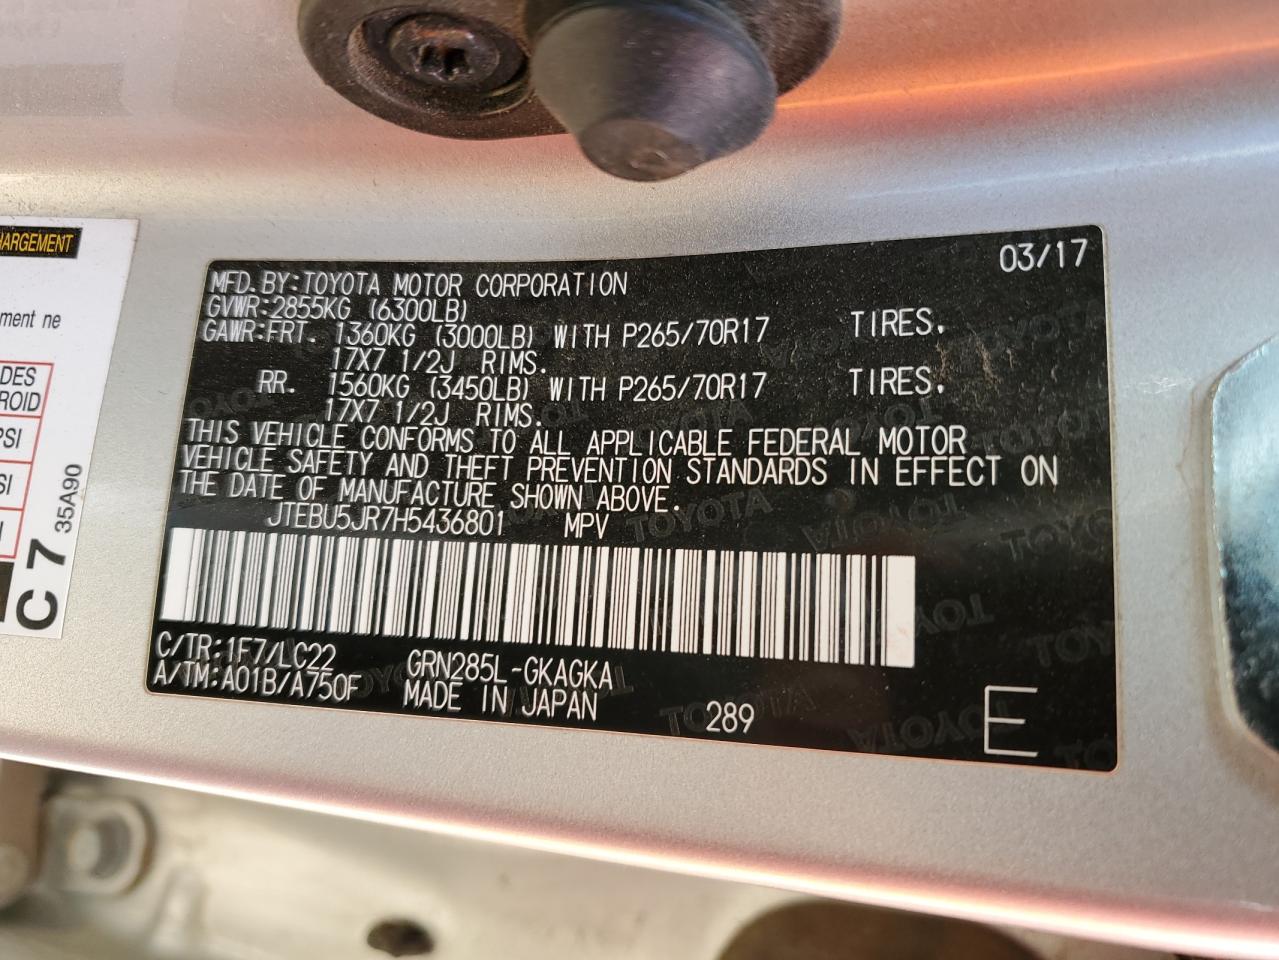 HARGEMENT
ment ne
DES
ROID
PSI
SI
I
C 7 35A90
03/17
MFD. BY:TOYOTA MOTOR CORPORATION
GVWR:2855KG (6300LB)
GAWR:FRT. 1360KG (3000LB) WITH P265/70R17 TIRES.
17X7 1/2J RIMS.
RR. 1560KG (3450LB) WITH P265/70R17 TIRES.
17X7 1/2J RIMS.
THIS VEHICLE CONFORMS TO ALL APPLICABLE FEDERAL MOTOR
VEHICLE SAFETY AND THEFT PREVENTION STANDARDS IN EFFECT ON
THE DATE OF MANUFACTURE SHOWN ABOVE.
JTEBU5JR7H5436801 MPV
C/TR:1F7/LC22 GRN285L-GKAGKA
A/TM:A01B/A750F MADE IN JAPAN 289 E